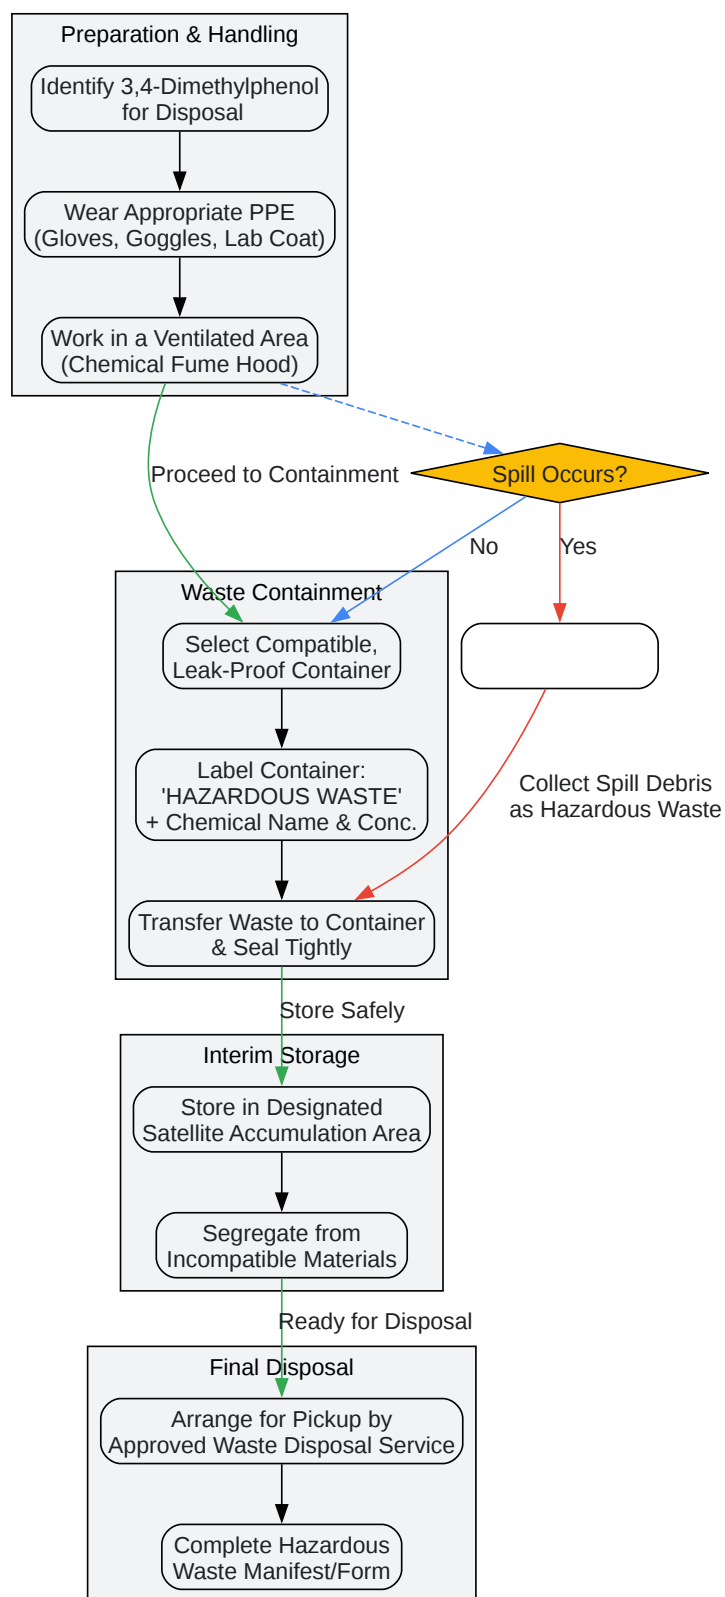 Preparation & Handling
Identify 3,4-Dimethylphenol
for Disposal
Wear Appropriate PPE
(Gloves, Goggles, Lab Coat)
Work in a Ventilated Area
(Chemical Fume Hood)
Proceed to Containment
Spill Occurs?
No
Yes
Waste Containment
Select Compatible,
Leak-Proof Container
Label Container:
'HAZARDOUS WASTE'
+ Chemical Name & Conc.
Collect Spill Debris
as Hazardous Waste
Transfer Waste to Container
& Seal Tightly
Store Safely
Interim Storage
Store in Designated
Satellite Accumulation Area
Segregate from
Incompatible Materials
Ready for Disposal
Final Disposal
Arrange for Pickup by
Approved Waste Disposal Service
Complete Hazardous
Waste Manifest/Form